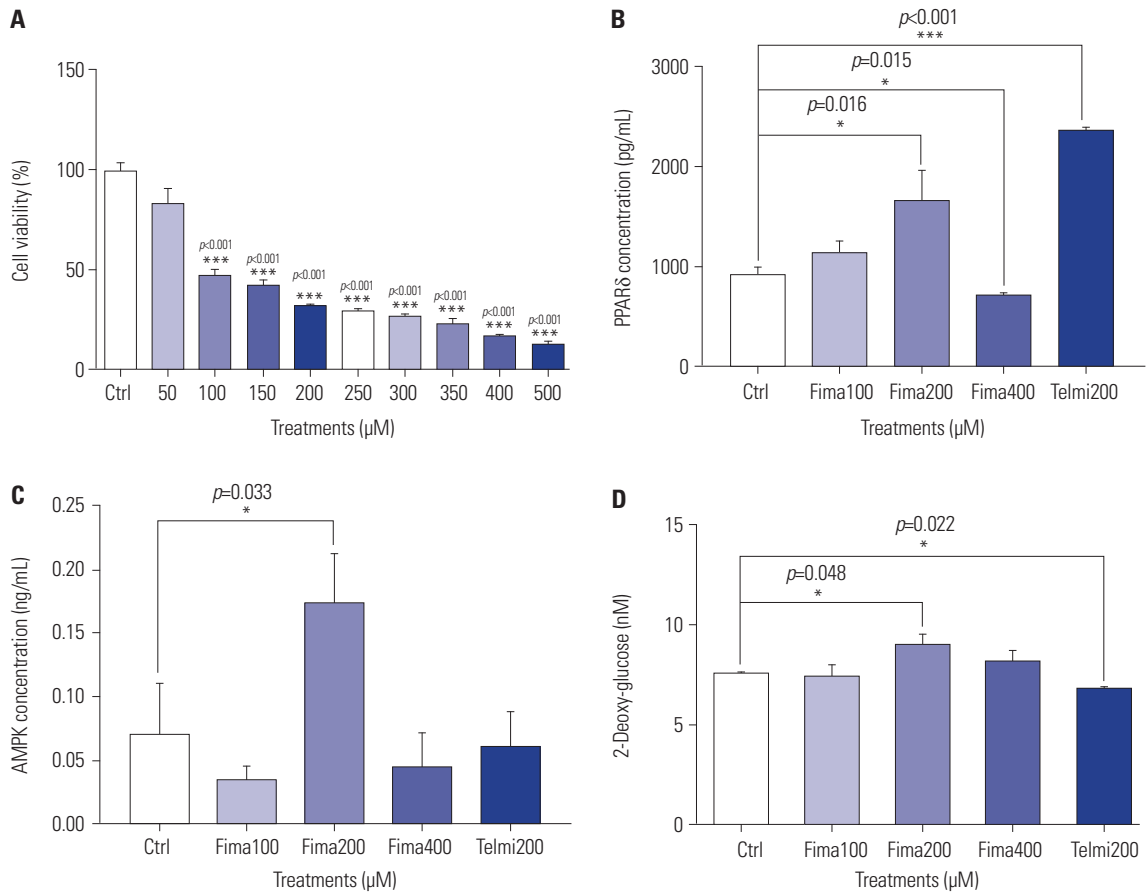 A
150
100
50
0
Cell viability (%)
p<0.001
***
p<0.001
***
p<0.001
***
p<0.001
***
p<0.001
***
p<0.001
***
p<0.001
***
p<0.001
***
Ctrl 50 100 150 200 250 300 350 400 500
Treatments (µM)
B
p<0.001
***
p=0.015
*
p=0.016
*
3000
2000
1000
0
PPARδ concentration (pg/mL)
Ctrl Fima100 Fima200 Fima400 Telmi200
Treatments (µM)
C
p=0.033
*
0.25
0.20
0.15
0.10
0.05
0.00
AMPK concentration (ng/mL)
Ctrl Fima100 Fima200 Fima400 Telmi200
Treatments (µM)
D
p=0.022
*
p=0.048
*
15
10
5
0
2-Deoxy-glucose (nM)
Ctrl Fima100 Fima200 Fima400 Telmi200
Treatments (µM)